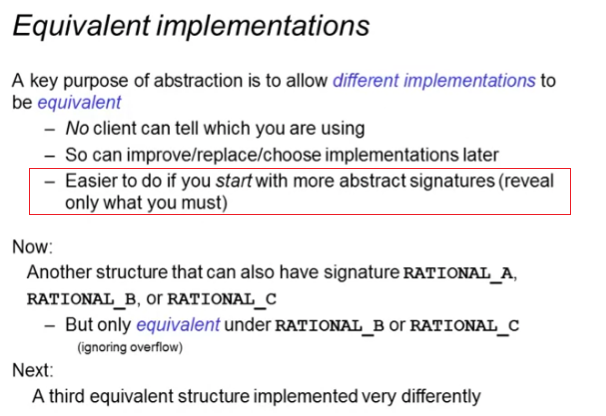 Equivalent implementations
A key purpose of abstraction is to allow different implementations to
be equivalent
– No client can tell which you are using
– So can improve/replace/choose implementations later
– Easier to do if you start with more abstract signatures (reveal
only what you must)
Now:
Another structure that can also have signature RATIONAL_A,
RATIONAL_B, or RATIONAL_C
– But only equivalent under RATIONAL_B or RATIONAL_C
(ignoring overflow)
Next:
A third equivalent structure implemented very differently